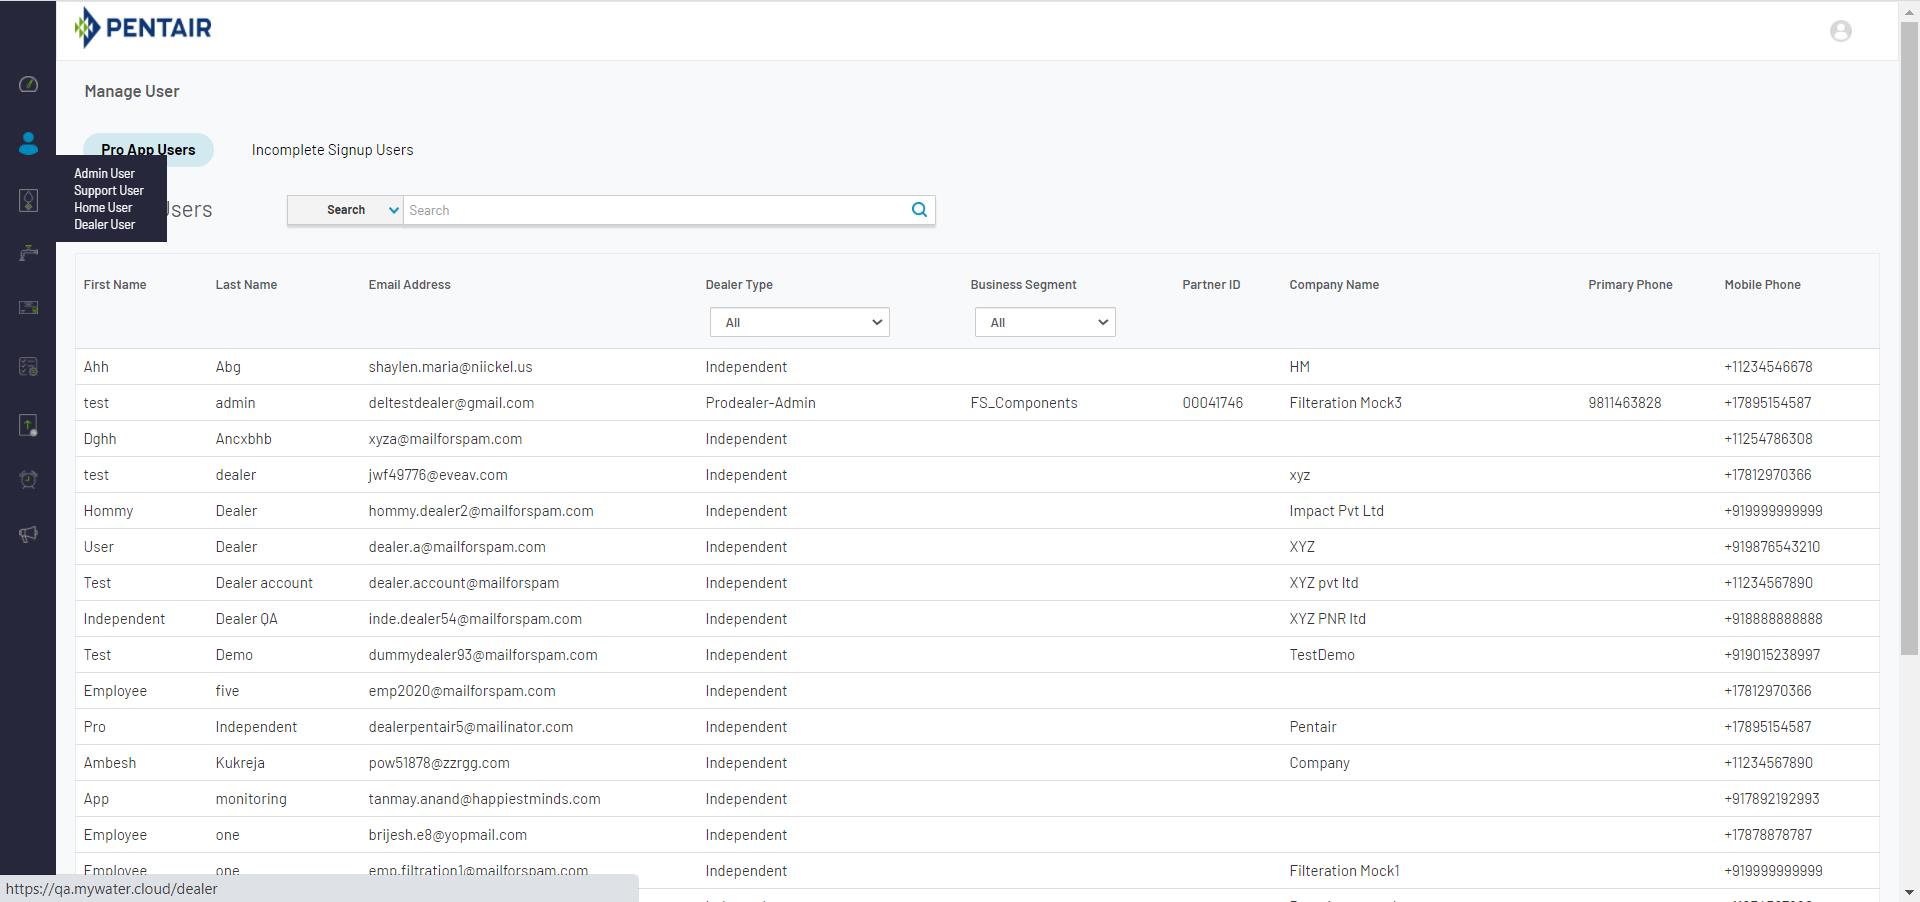 PENTAIR
Manage User
Pro App Users Incomplete Signup Users
Admin User
Support User
Home User
Dealer User
Users
Search Search
First Name Last Name Email Address Dealer Type Business Segment Partner ID Company Name Primary Phone Mobile Phone
All All
Ahh Abg shaylen.maria@niickel.us Independent HM +11234546678
test admin deltestdealer@gmail.com Prodealer-Admin FS_Components 00041746 Filteration Mock3 9811463828 +17895154587
Dghh Ancxbhb xyza@mailforspam.com Independent +11254786308
test dealer jwf49776@eveav.com Independent xyz +17812970366
Hommy Dealer hommy.dealer2@mailforspam.com Independent Impact Pvt Ltd +919999999999
User Dealer dealer.a@mailforspam.com Independent XYZ +919876543210
Test Dealer account dealer.account@mailforspam Independent XYZ pvt ltd +11234567890
Independent Dealer QA inde.dealer54@mailforspam.com Independent XYZ PNR ltd +918888888888
Test Demo dummydealer93@mailforspam.com Independent TestDemo +919015238997
Employee five emp2020@mailforspam.com Independent +17812970366
Pro Independent dealerpentair5@mailinator.com Independent Pentair +17895154587
Ambesh Kukreja pow51878@zzrgg.com Independent Company +11234567890
App monitoring tanmay.anand@happiestminds.com Independent +917892192993
Employee one brijesh.e8@yopmail.com Independent +17878878787
Employee one emp.filtration1@mailforspam.com Independent Filteration Mock1 +919999999999
https://qa.mywater.cloud/dealer